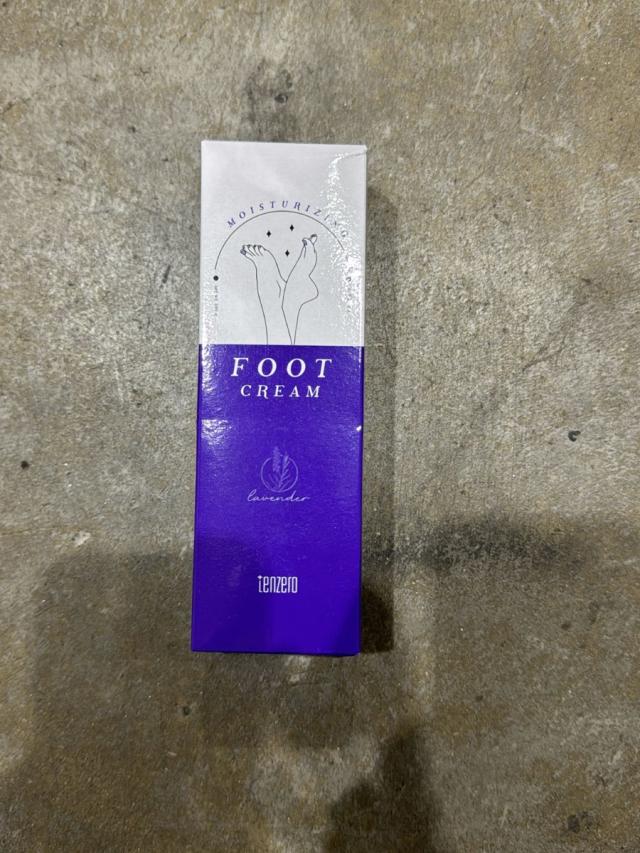 MOISTURIZING
FOOT
CREAM
lavender
tenzero